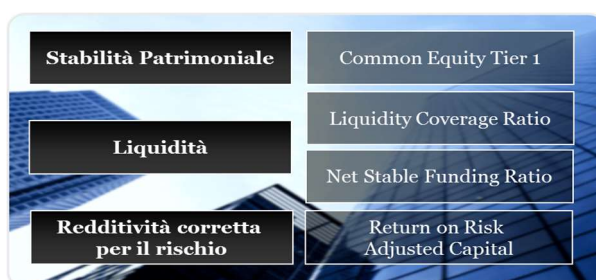 Stabilità Patrimoniale
Common Equity Tier 1
Liquidità
Liquidity Coverage Ratio
Net Stable Funding Ratio
Redditività corretta
per il rischio
Return on Risk
Adjusted Capital